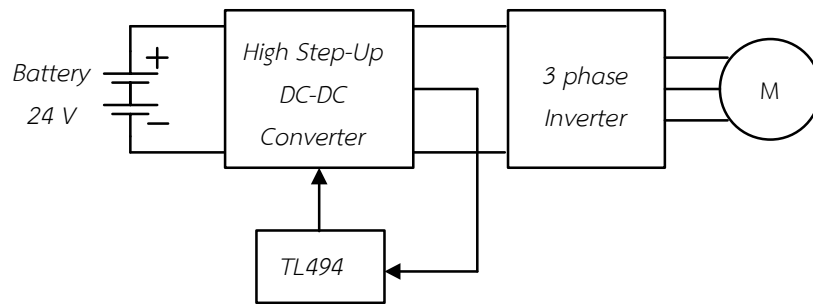 Battery
24 V
+
−
High Step-Up
DC-DC
Converter
3 phase
Inverter
M
TL494